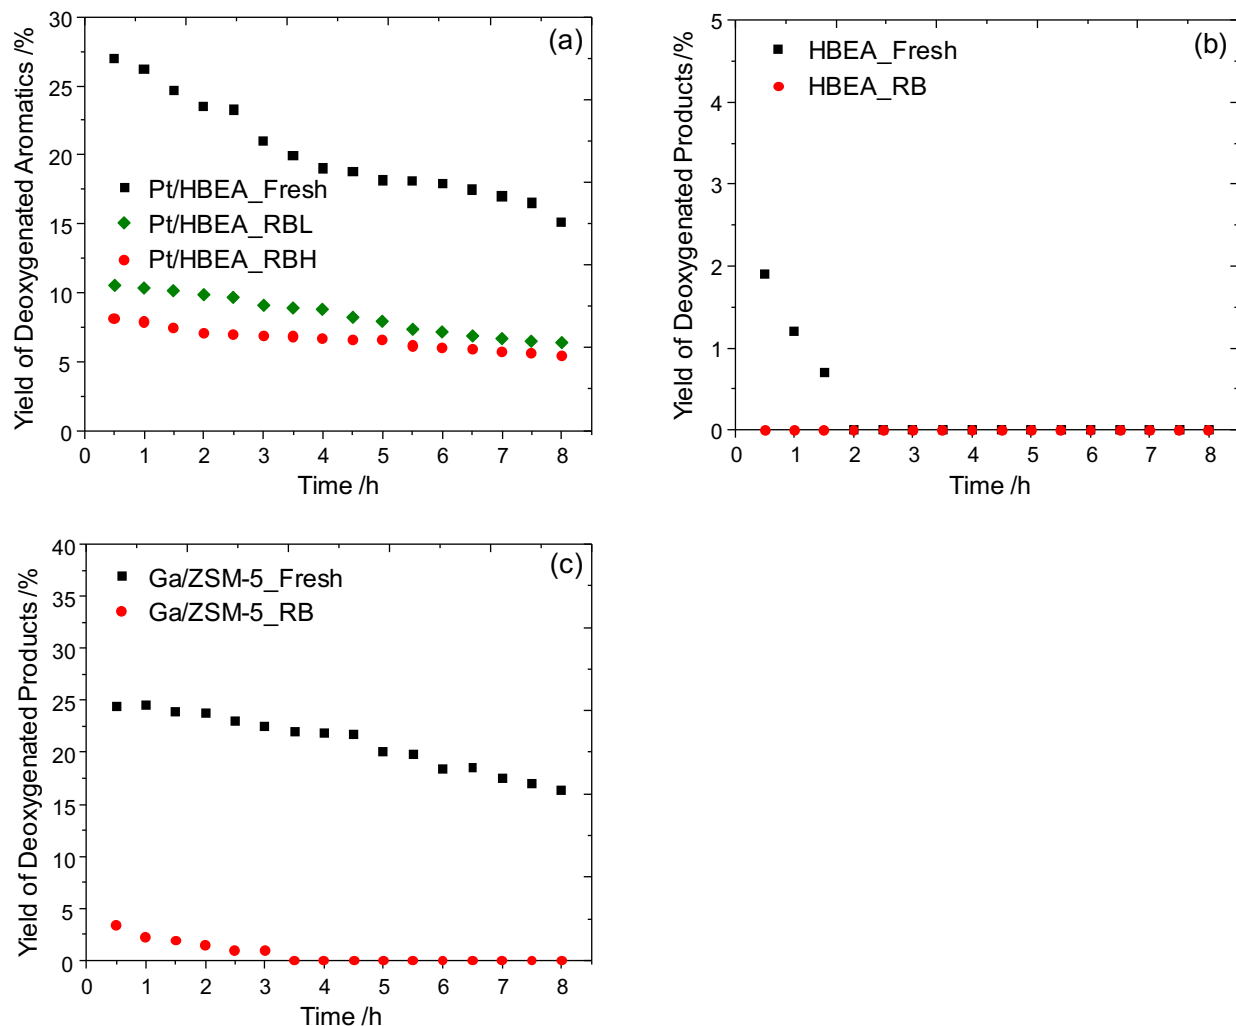 (a)
Yield of Deoxygenated Aromatics /%
30
25
20
15
10
5
0
Pt/HBEA_Fresh
Pt/HBEA_RBL
Pt/HBEA_RBH
0 1 2 3 4 5 6 7 8
Time /h
(b)
Yield of Deoxygenated Products /%
5
4
3
2
1
0
HBEA_Fresh
HBEA_RB
0 1 2 3 4 5 6 7 8
Time /h
(c)
Yield of Deoxygenated Products /%
40
35
30
25
20
15
10
5
0
Ga/ZSM-5_Fresh
Ga/ZSM-5_RB
0 1 2 3 4 5 6 7 8
Time /h